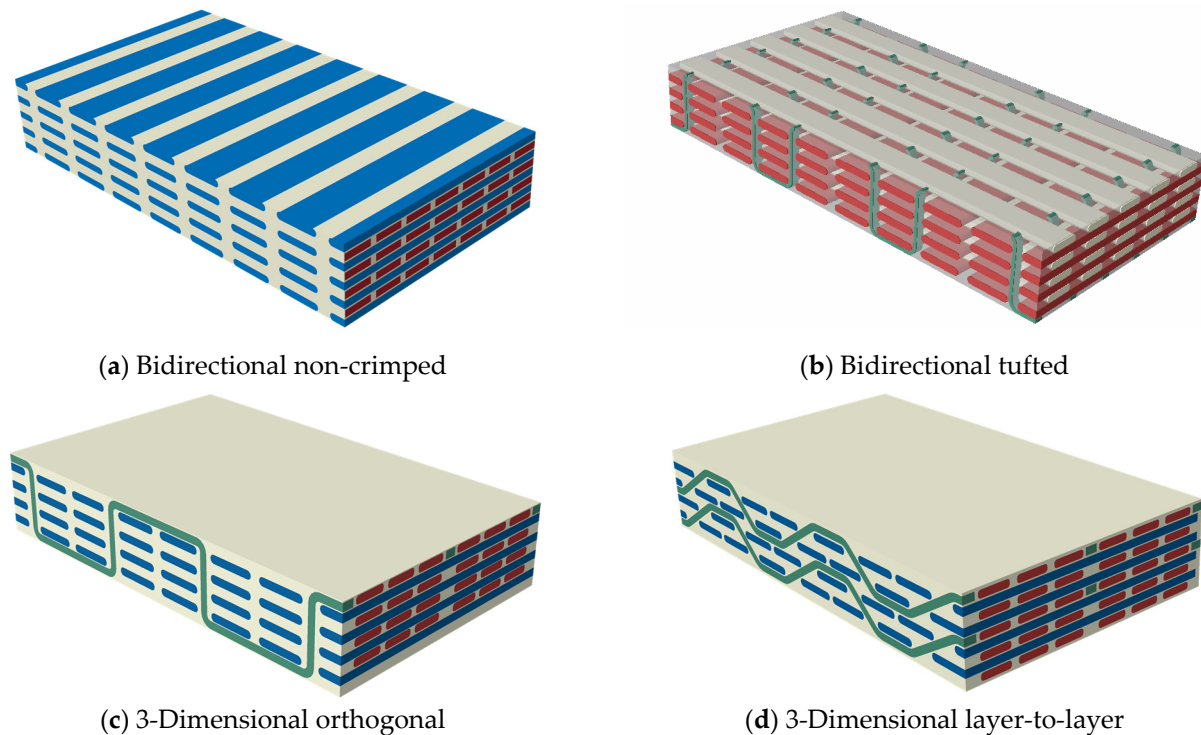 (a) Bidirectional non-crimped
(b) Bidirectional tufted
(c) 3-Dimensional orthogonal
(d) 3-Dimensional layer-to-layer